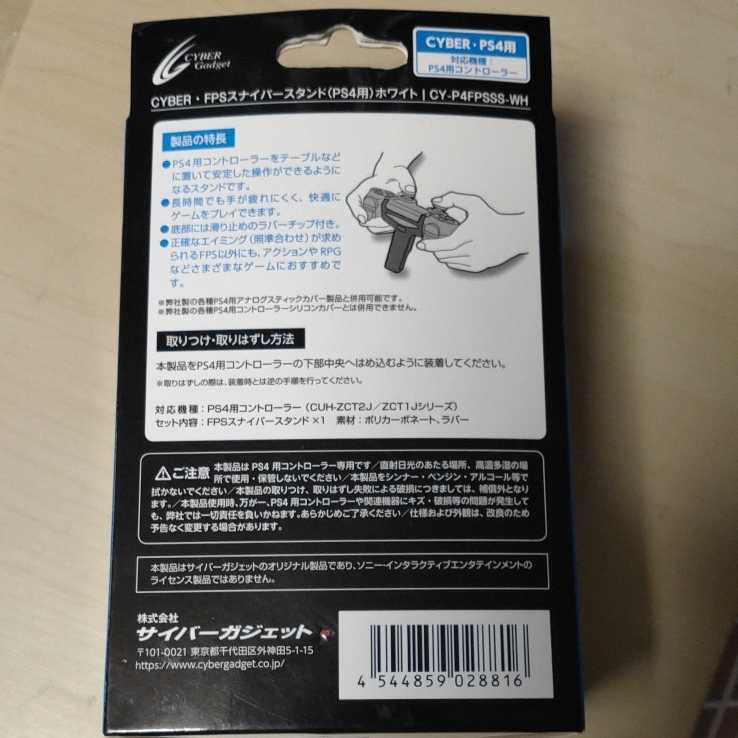 CYBER
Gadget
CYBER・PS4用
対応機種：
PS4用コントローラー
CYBER・FPSスナイパースタンド(PS4用)ホワイト | CY-P4FPSSS-WH
製品の特長
●PS4用コントローラーをテーブルなど
に置いて安定した操作ができるように
なるスタンドです。
●長時間でも手が疲れにくく、快適に
ゲームをプレイできます。
●底部には滑り止めのラバーチップ付き。
●正確なエイミング(照準合わせ)が求め
られるFPS以外にも、アクションやRPG
などさまざまなゲームにおすすめで
す。
※弊社製の各種PS4用アナログスティックカバー製品と併用可能です。
※弊社製の各種PS4用コントローラーシリコンカバーとは併用できません。
取りつけ・取りはずし方法
本製品をPS4用コントローラーの下部中央へはめ込むように装着してください。
※取りはずしの際は、装着時とは逆の手順を行ってください。
対応機種：PS4用コントローラー（CUH-ZCT2J／ZCT1Jシリーズ）
セット内容：FPSスナイパースタンド×1 素材：ポリカーボネート、ラバー
⚠ご注意 本製品は PS4 用コントローラー専用です／直射日光のあたる場所、高温多湿の場
所で使用・保管しないでください／本製品をシンナー・ベンジン・アルコール等で
拭かないでください／本製品の取りつけ、取りはずし失敗による破損につきましては、補償外となり
ます。／本製品使用時、万が一、PS4 用コントローラーや関連機器にキズ・破損等の問題が発生して
も、弊社では一切責任を負いかねます。あらかじめご了承ください／仕様および外観は、改良のため
予告なく変更する場合があります。
本製品はサイバーガジェットのオリジナル製品であり、ソニー・インタラクティブエンタテインメントの
ライセンス製品ではありません。
株式会社
サイバーガジェット
〒101-0021 東京都千代田区外神田5-1-15
https://www.cybergadget.co.jp/
4 544859 028816